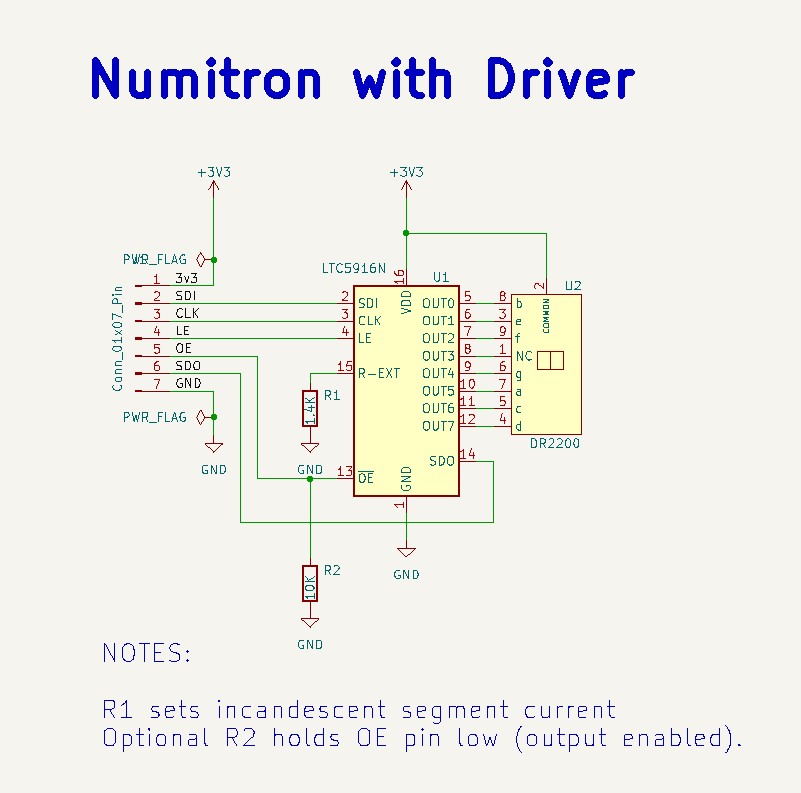 Numitron with Driver
+3V3 +3V3
PWR_FLAG
LTC5916N U1 U2
1 3v3
2 SDI
3 CLK
4 LE
5 OE
6 SDO
7 GND
Conn_01x07_Pin
PWR_FLAG
GND
16 VDD
2 SDI OUT0 5 8 b
3 CLK OUT1 6 3 e
4 LE OUT2 7 9 f
OUT3 8 1 NC
15 R-EXT OUT4 9 6 g
OUT5 10 7 a
OUT6 11 5 c
OUT7 12 4 d
2 COMMON
DR2200
R1
1.4K
GND
SDO 14
13 OE
GND
1
GND
R2
10K
GND
NOTES:
R1 sets incandescent segment current
Optional R2 holds OE pin low (output enabled).